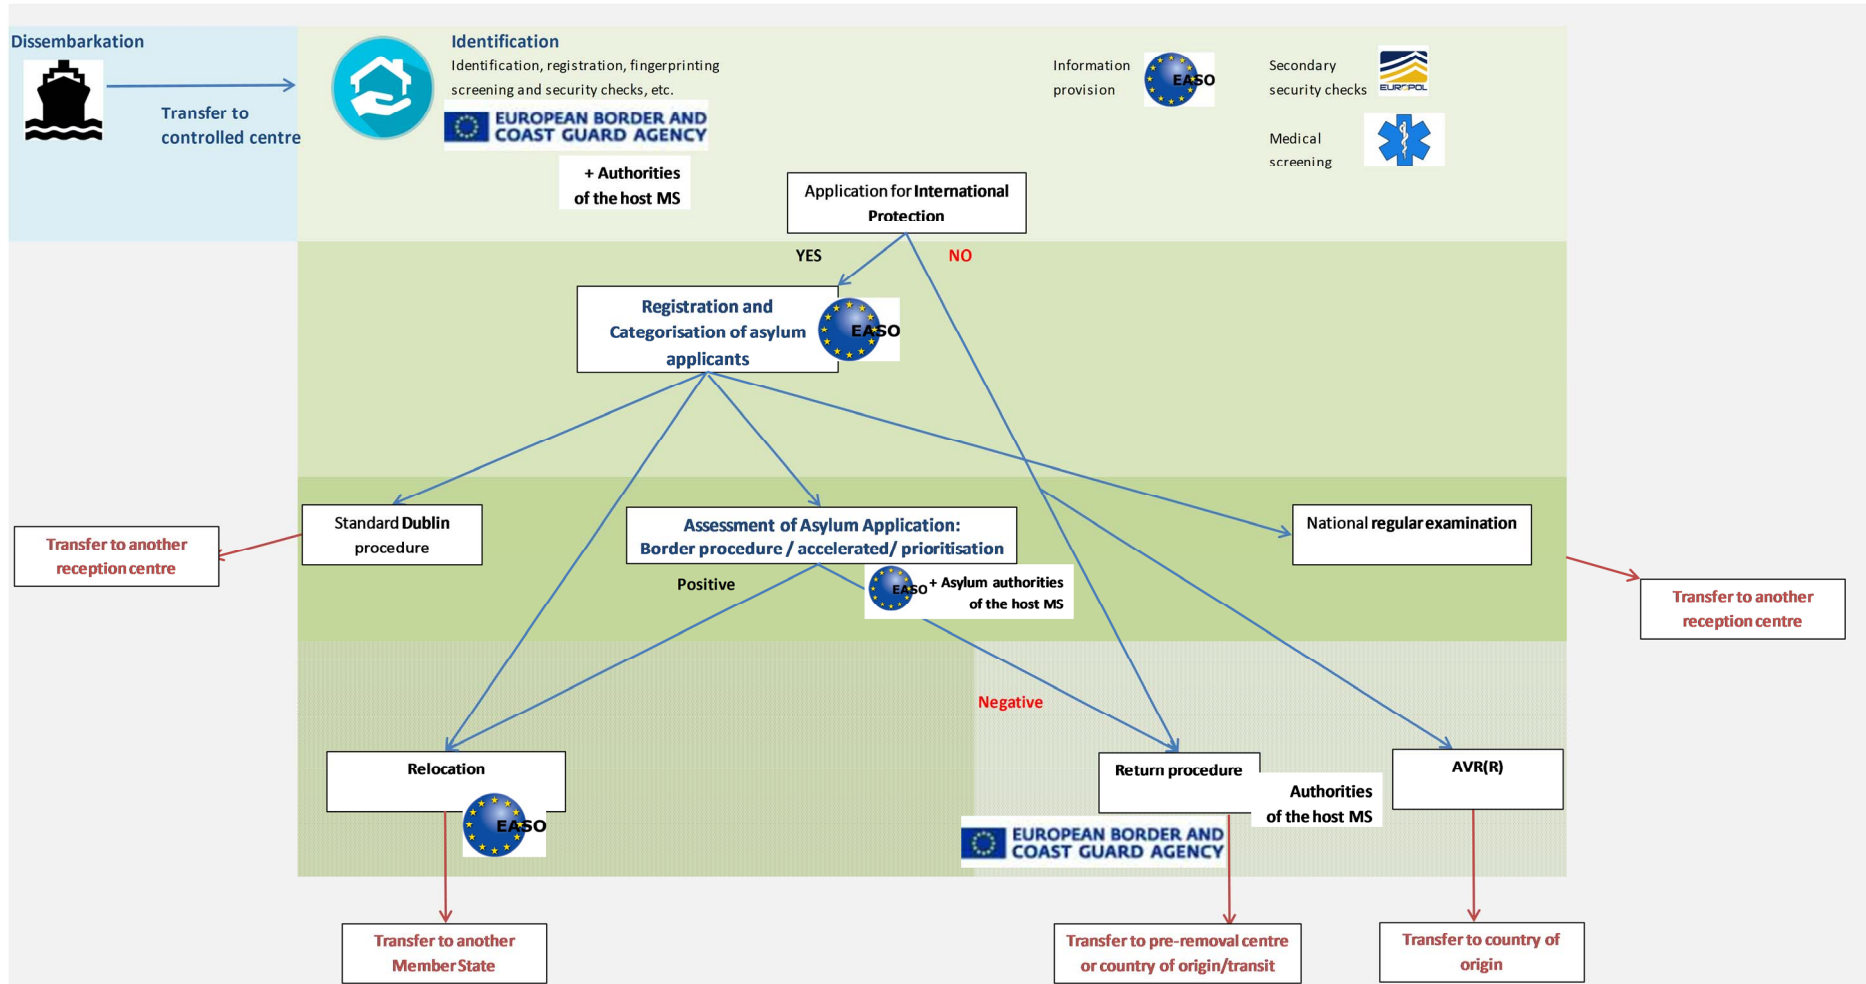 Dissembarkation
Transfer to
controlled centre
Identification
Identification, registration, fingerprinting
screening and security checks, etc.
EUROPEAN BORDER AND
COAST GUARD AGENCY
+ Authorities
of the host MS
Information
provision
EASO
Secondary
security checks
EUROPOL
Medical
screening
Application for International
Protection
YES
NO
Registration and
Categorisation of asylum
applicants
EASO
Standard Dublin
procedure
Transfer to another
reception centre
Assessment of Asylum Application:
Border procedure / accelerated/ prioritisation
National regular examination
Positive
EASO
+ Asylum authorities
of the host MS
Transfer to another
reception centre
Negative
Relocation
EASO
Return procedure
Authorities
of the host MS
EUROPEAN BORDER AND
COAST GUARD AGENCY
AVR(R)
Transfer to another
Member State
Transfer to pre-removal centre
or country of origin/transit
Transfer to country of
origin